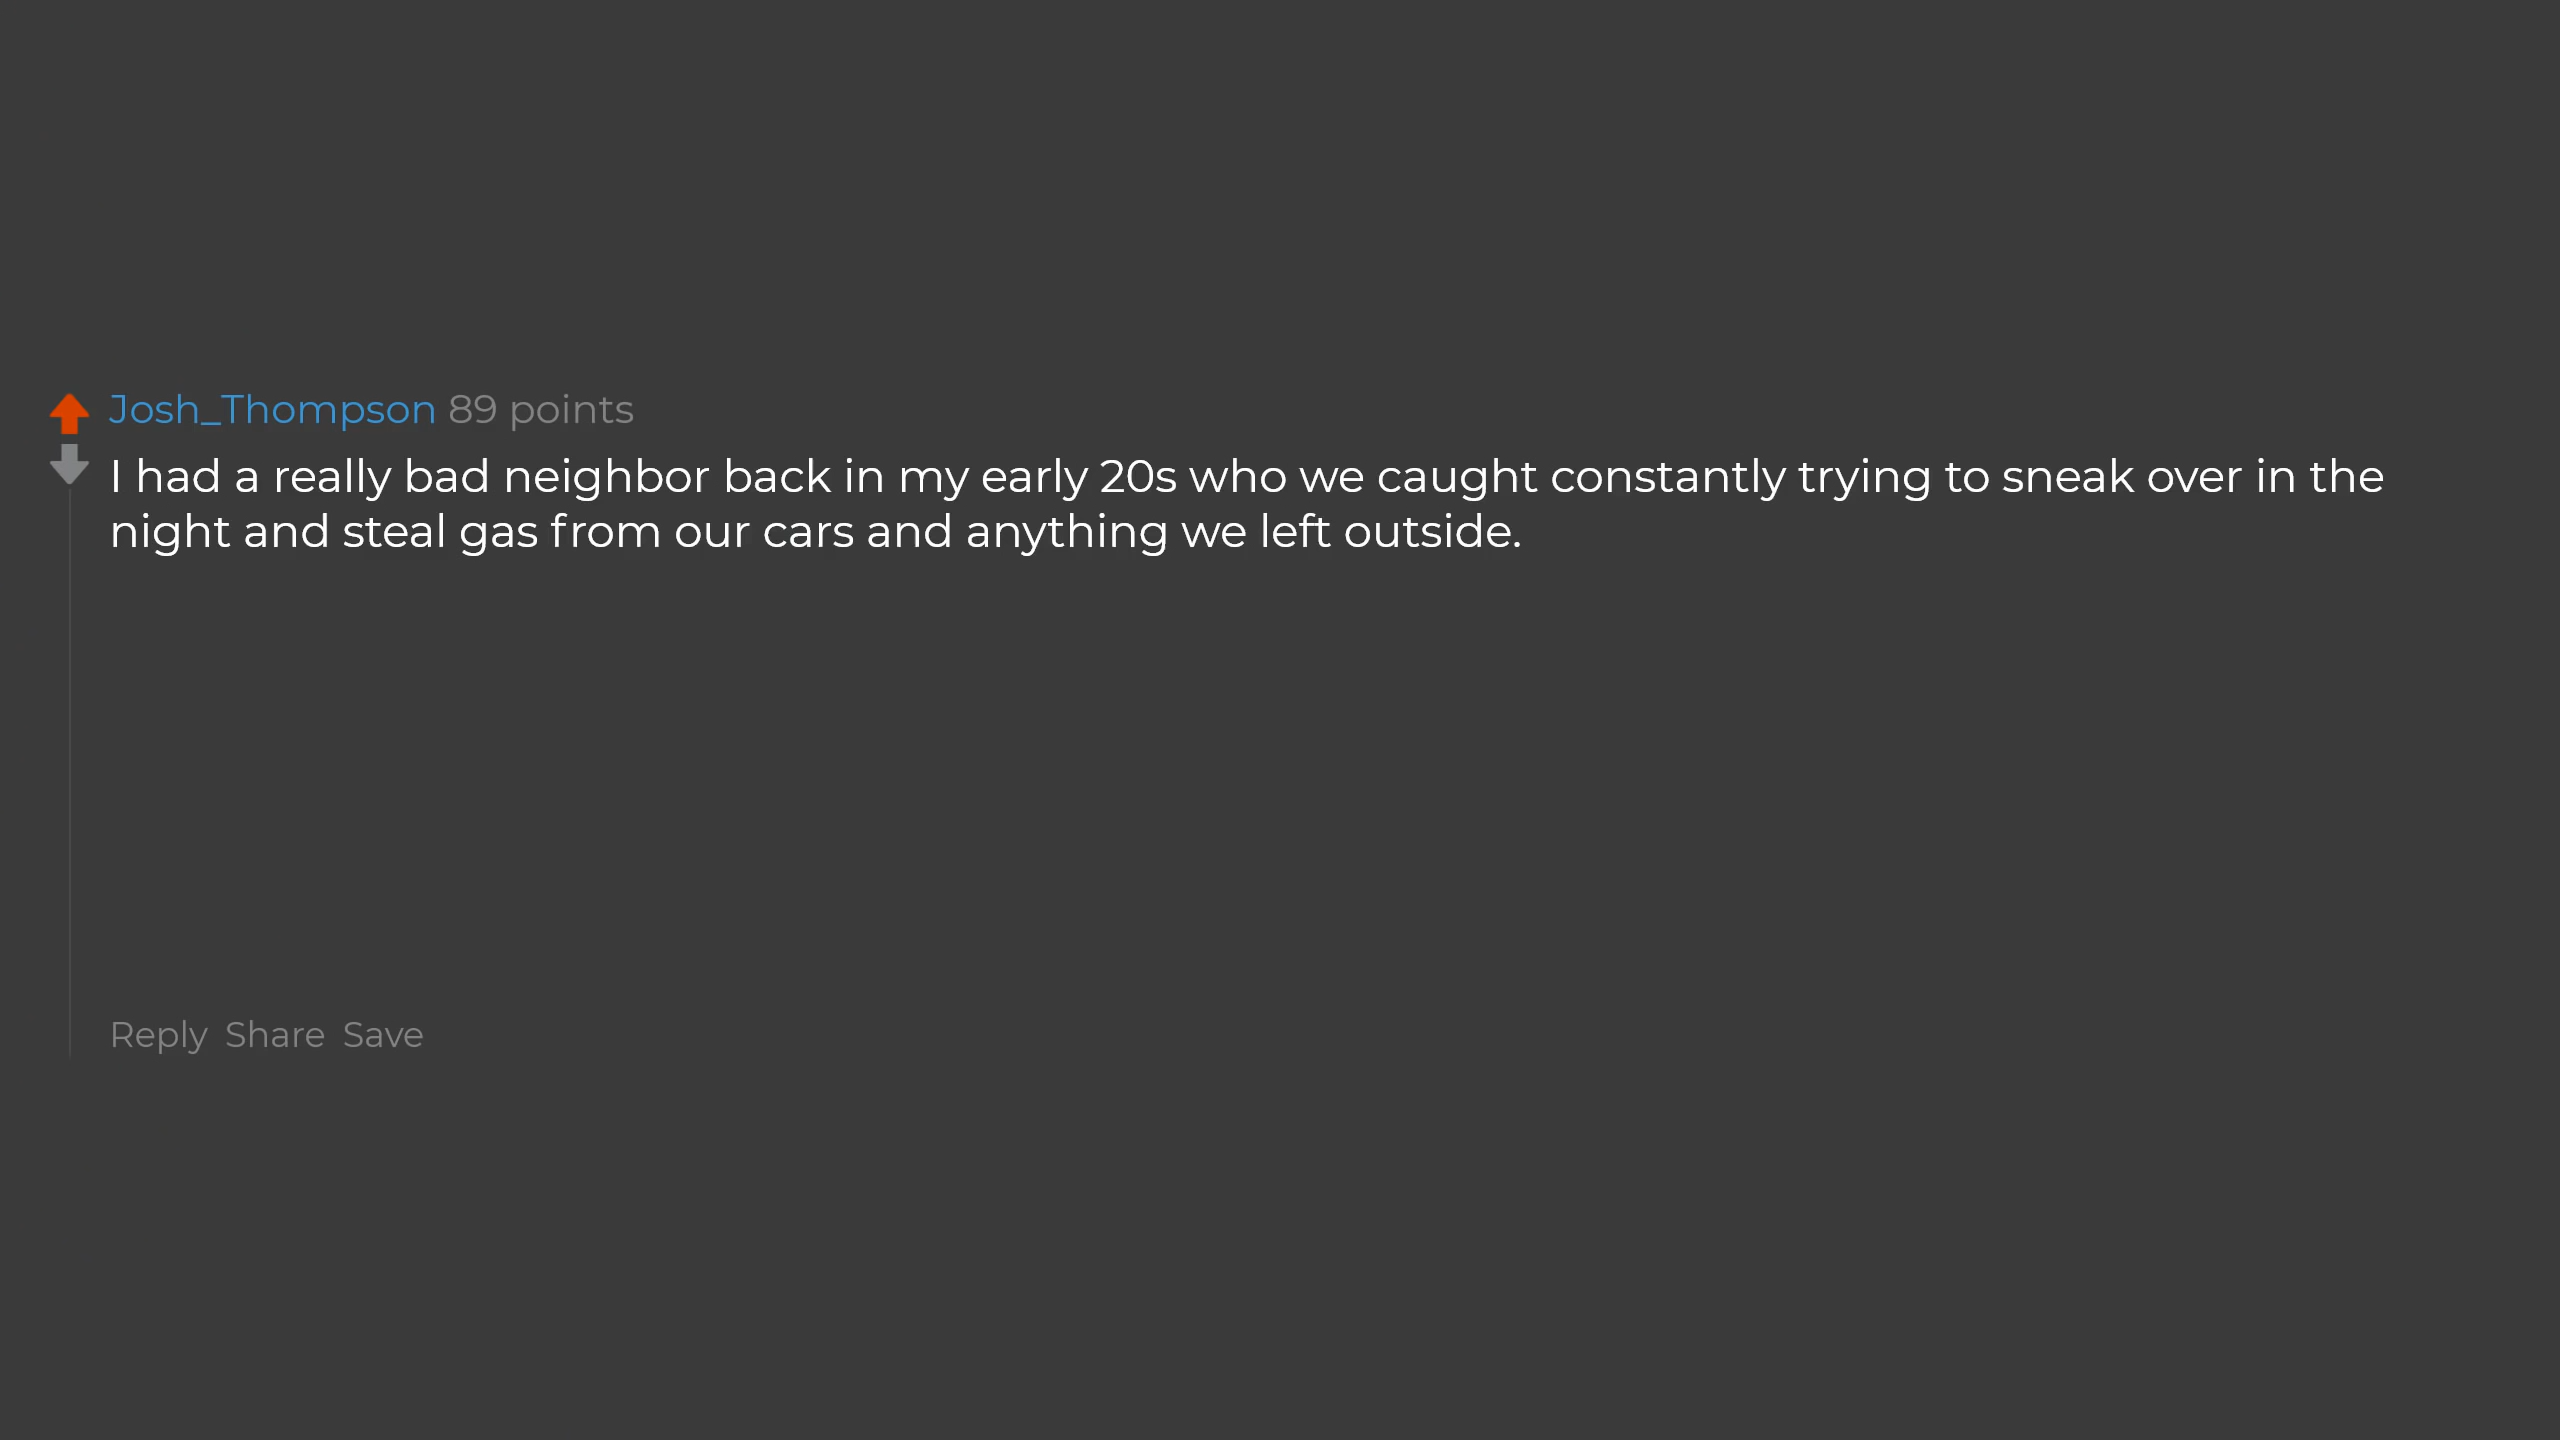 Josh_Thompson 89 points
I had a really bad neighbor back in my early 20s who we caught constantly trying to sneak over in the
night and steal gas from our cars and anything we left outside.
Reply Share Save